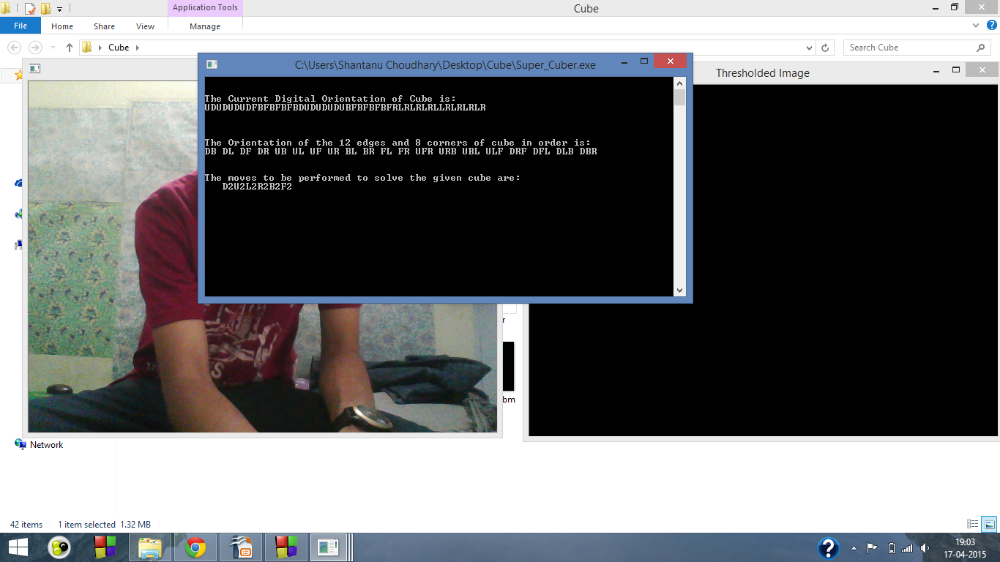 Application Tools
Cube
File
Home
Share
View
Manage
Cube
Search Cube
C:\Users\Shantanu Choudhary\Desktop\Cube\Super_Cuber.exe
Thresholded Image
The Current Digital Orientation of Cube is:
UDUDUDUDFBFBFBFBDUDUDUDUBFBFBFBFRLRLRLRLLRLRLRLR
The Orientation of the 12 edges and 8 corners of cube in order is:
DB DL DF DR UB UL UF UR BL BR FL FR UFR URB UBL ULF DRF DFL DLB DBR
The moves to be performed to solve the given cube are:
D2U2L2R2B2F2
r
bm
Network
42 items
1 item selected 1.32 MB
19:03
17-04-2015